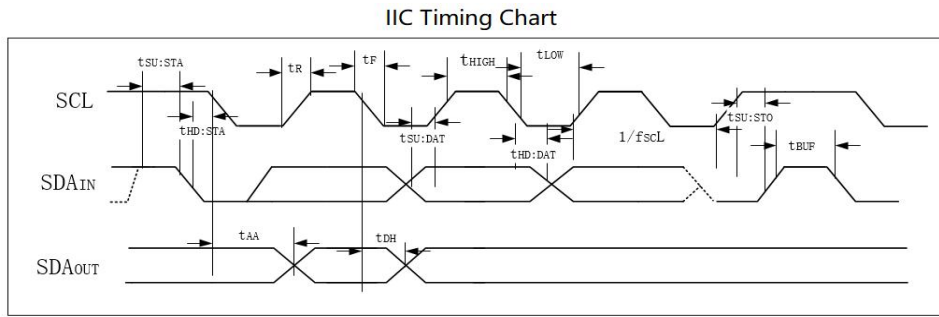 IIC Timing Chart
tSU:STA
tR
tF
tHIGH
tLOW
SCL
tHD:STA
tSU:DAT
tHD:DAT
1/fSCL
tSU:STO
tBUF
SDAIN
tAA
tDH
SDAOUT